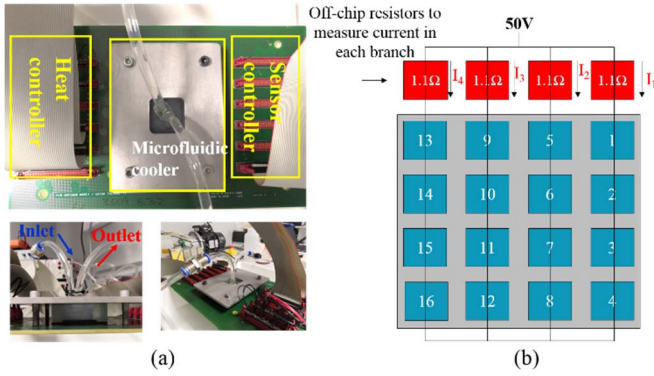 Heat
controller
Microfluidic
cooler
Sensor
controller
Inlet
Outlet
(a)
Off-chip resistors to
measure current in
each branch
50V
1.1Ω I₄ 1.1Ω I₃ 1.1Ω I₂ 1.1Ω I₁
13 9 5 1
14 10 6 2
15 11 7 3
16 12 8 4
(b)